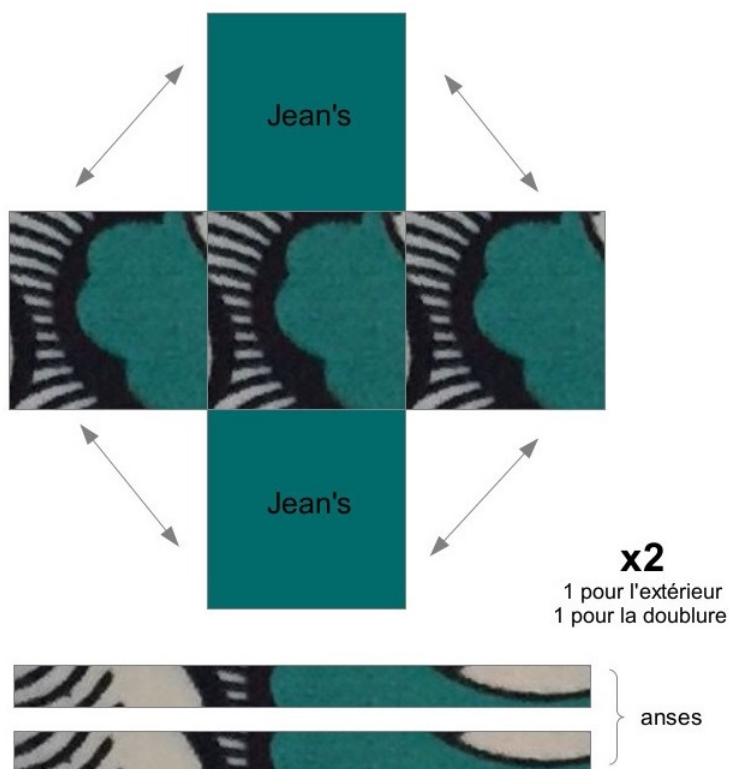 Jean's
Jean's
x2
1 pour l'extérieur
1 pour la doublure
anses